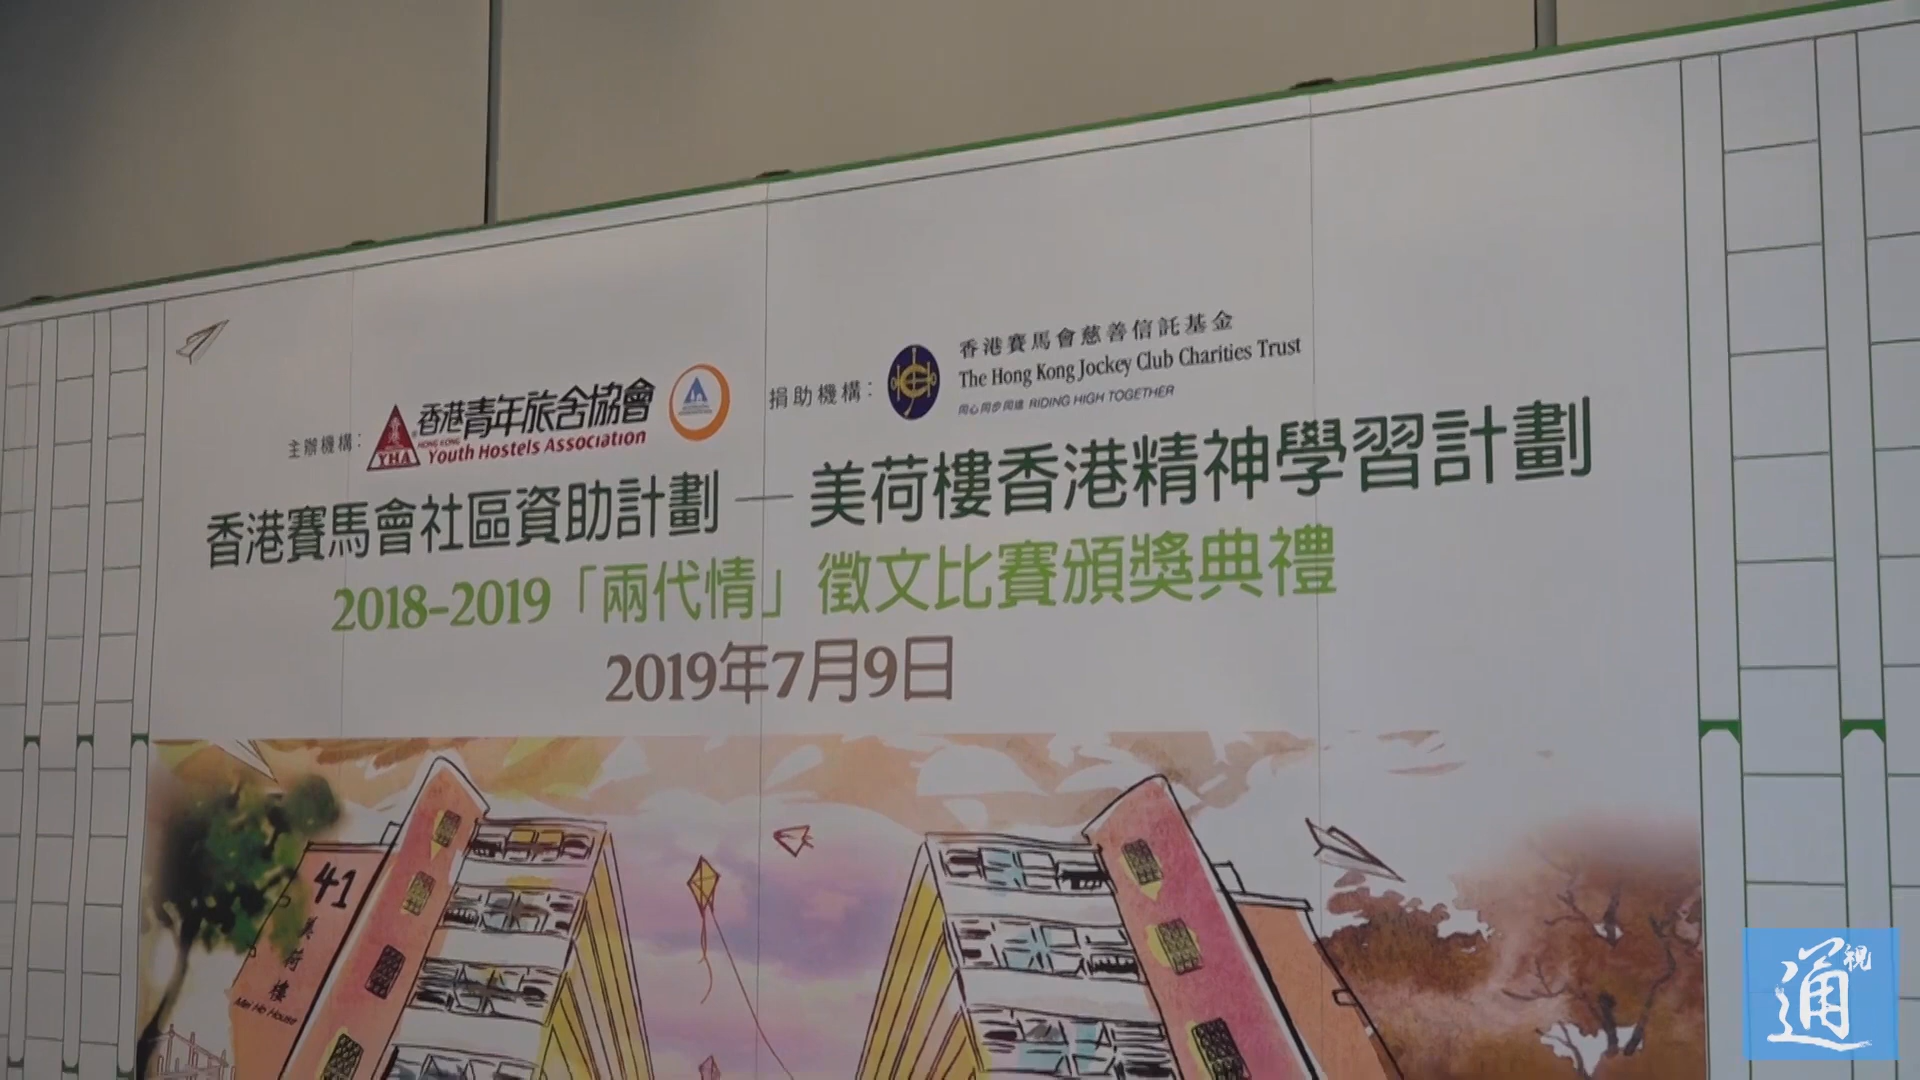 主辦機構：
香港
YHA
香港青年旅舍協會
HONG KONG
Youth Hostels Association
捐助機構：
香港賽馬會慈善信託基金
The Hong Kong Jockey Club Charities Trust
同心同步同進 RIDING HIGH TOGETHER
香港賽馬會社區資助計劃 — 美荷樓香港精神學習計劃
2018-2019「兩代情」徵文比賽頒獎典禮
2019年7月9日
41
美荷樓
Mei Ho House
通視